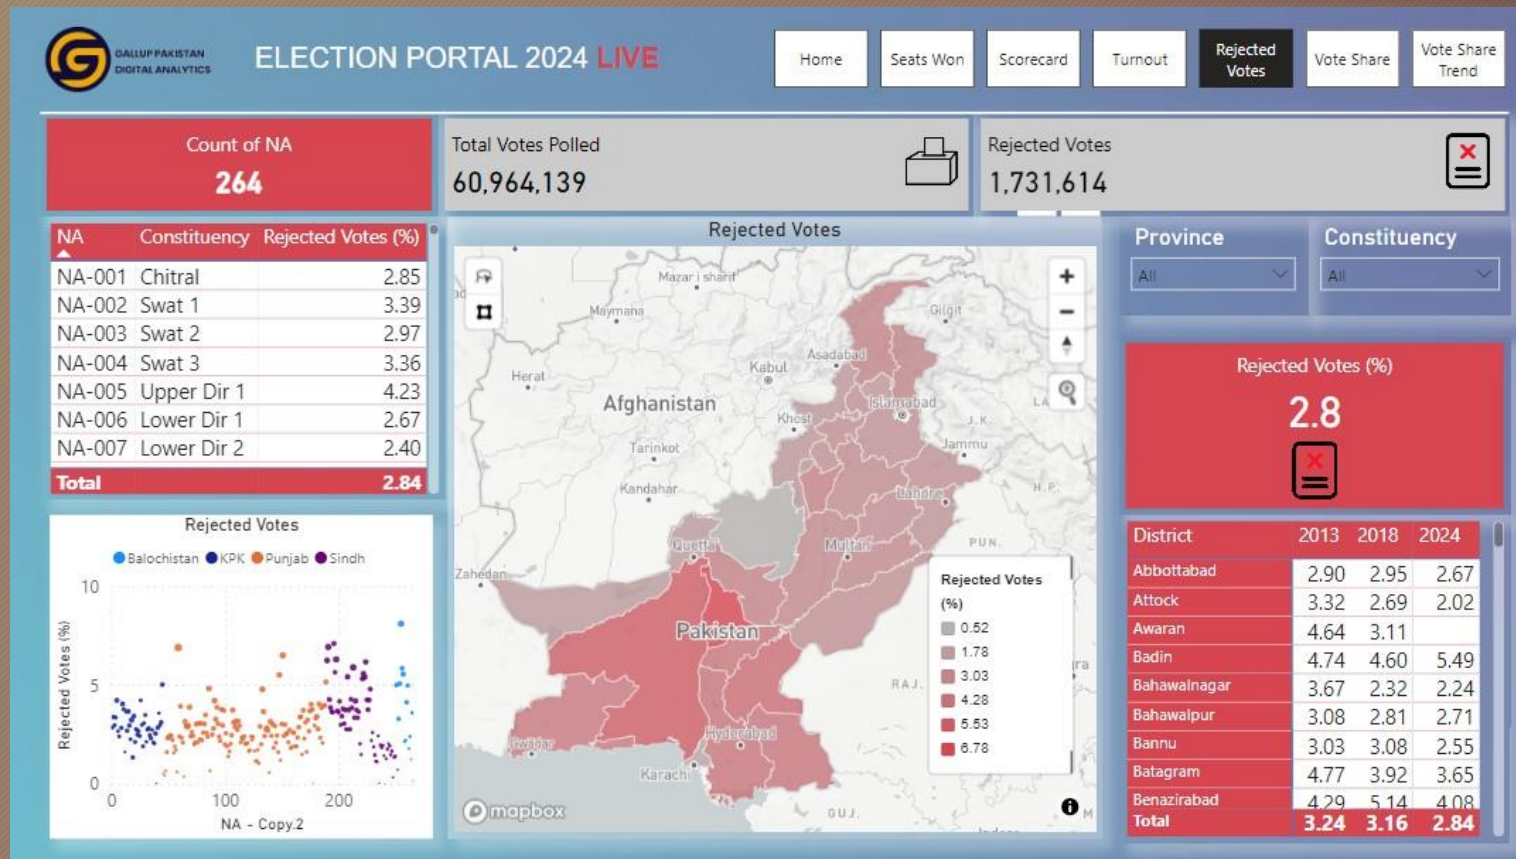 GALLUP PAKISTAN
DIGITAL ANALYTICS
ELECTION PORTAL 2024 LIVE
Home
Seats Won
Scorecard
Turnout
Rejected
Votes
Vote Share
Vote Share
Trend
Count of NA
264
Total Votes Polled
60,964,139
Rejected Votes
1,731,614
NA Constituency Rejected Votes (%)
NA-001 Chitral 2.85
NA-002 Swat 1 3.39
NA-003 Swat 2 2.97
NA-004 Swat 3 3.36
NA-005 Upper Dir 1 4.23
NA-006 Lower Dir 1 2.67
NA-007 Lower Dir 2 2.40
Total 2.84
Rejected Votes
Balochistan KPK Punjab Sindh
Rejected Votes (%)
10
5
0
0 100 200
NA - Copy.2
Rejected Votes
Mazar i sharif
Maymana
Gilgit
Asadabad
Kabul
Herat
Afghanistan
Islamabad
Khost
J.K.
Tarinkot
Jammu
Kandahar
Lahore
H.P.
Quetta
Multan
PUN.
Zahedan
Pakistan
RAJ.
Gwadar
Hyderabad
Karachi
GUJ.
mapbox
Rejected Votes
(%)
0.52
1.78
3.03
4.28
5.53
6.78
Province
All
Constituency
All
Rejected Votes (%)
2.8
District 2013 2018 2024
Abbottabad 2.90 2.95 2.67
Attock 3.32 2.69 2.02
Awaran 4.64 3.11
Badin 4.74 4.60 5.49
Bahawalnagar 3.67 2.32 2.24
Bahawalpur 3.08 2.81 2.71
Bannu 3.03 3.08 2.55
Batagram 4.77 3.92 3.65
Benazirabad 4.29 5.14 4.08
Total 3.24 3.16 2.84